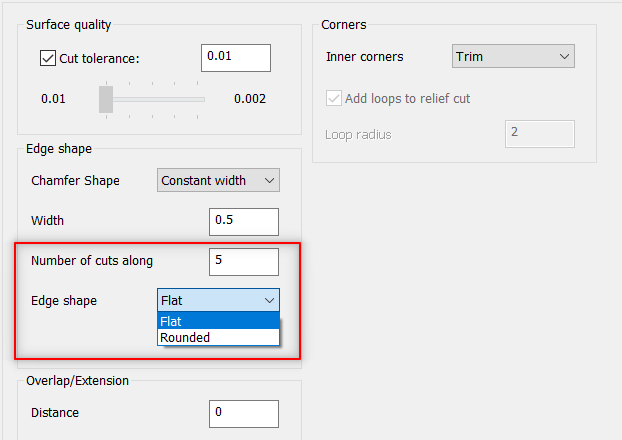 Surface quality
Cut tolerance: 0.01
0.01 0.002
Edge shape
Chamfer Shape Constant width
Width 0.5
Number of cuts along 5
Edge shape Flat
Flat
Rounded
Overlap/Extension
Distance 0
Corners
Inner corners Trim
Add loops to relief cut
Loop radius 2